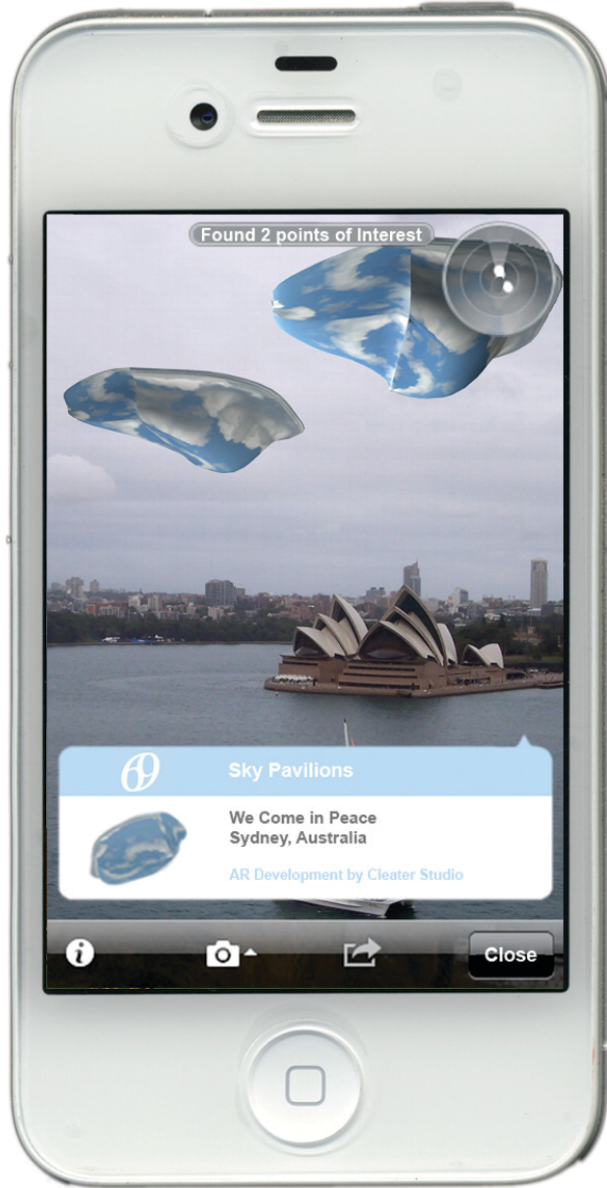 Found 2 points of Interest
69
Sky Pavilions
We Come in Peace
Sydney, Australia
AR Development by Cleater Studio
Close